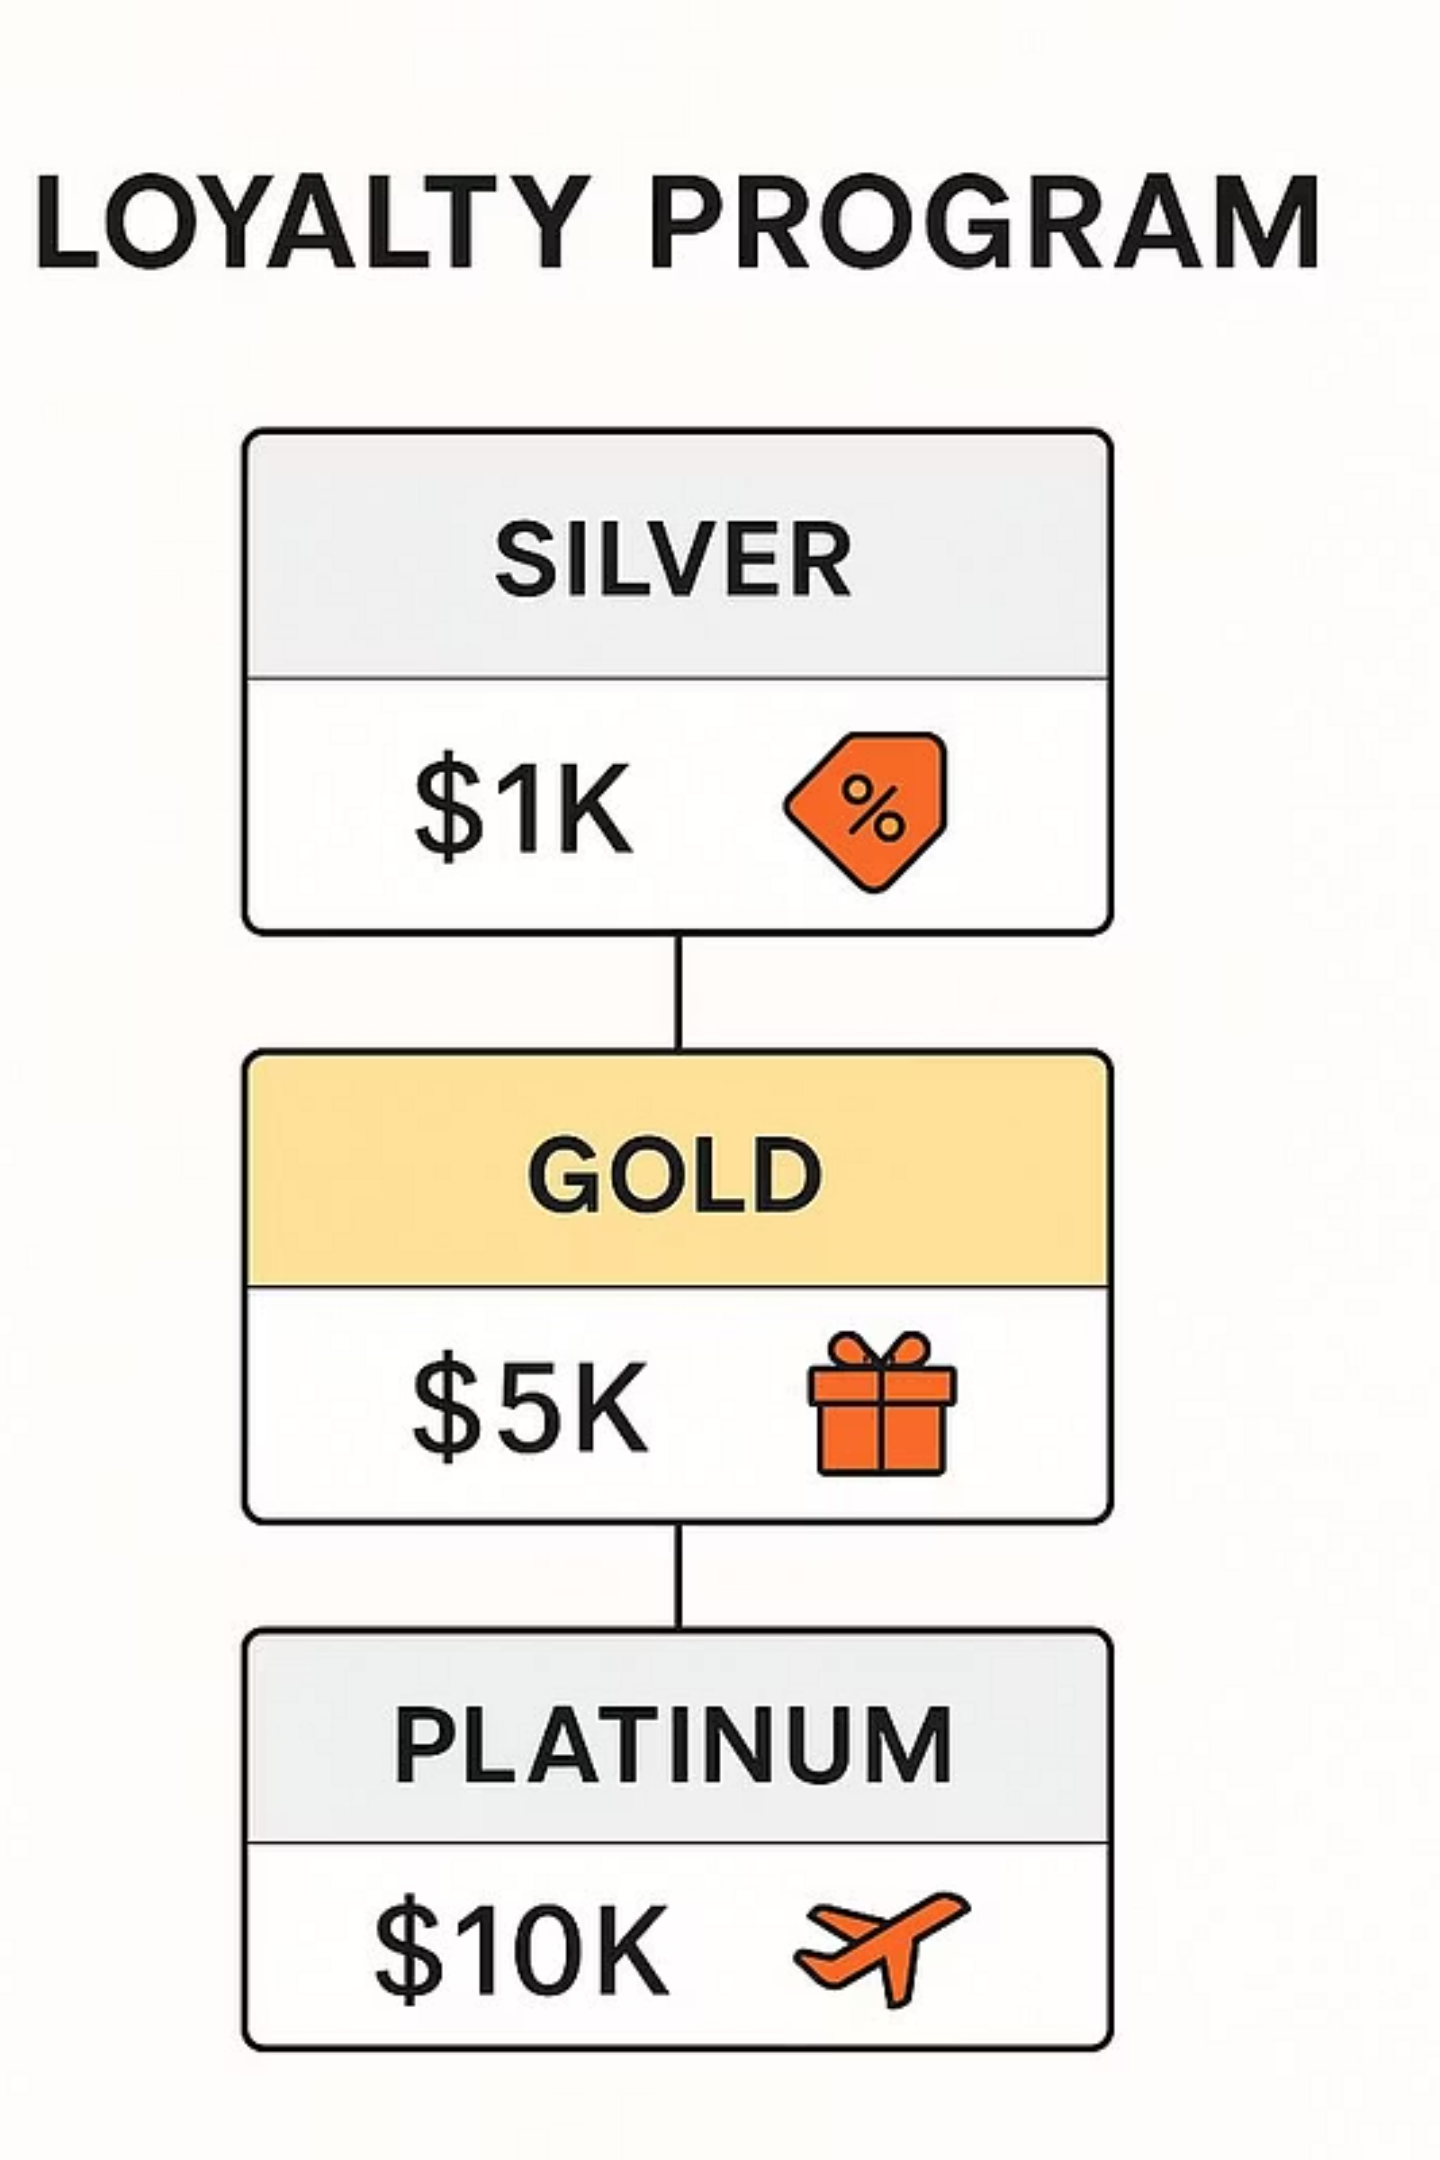 LOYALTY PROGRAM
SILVER
$1K %
GOLD
$5K
PLATINUM
$10K